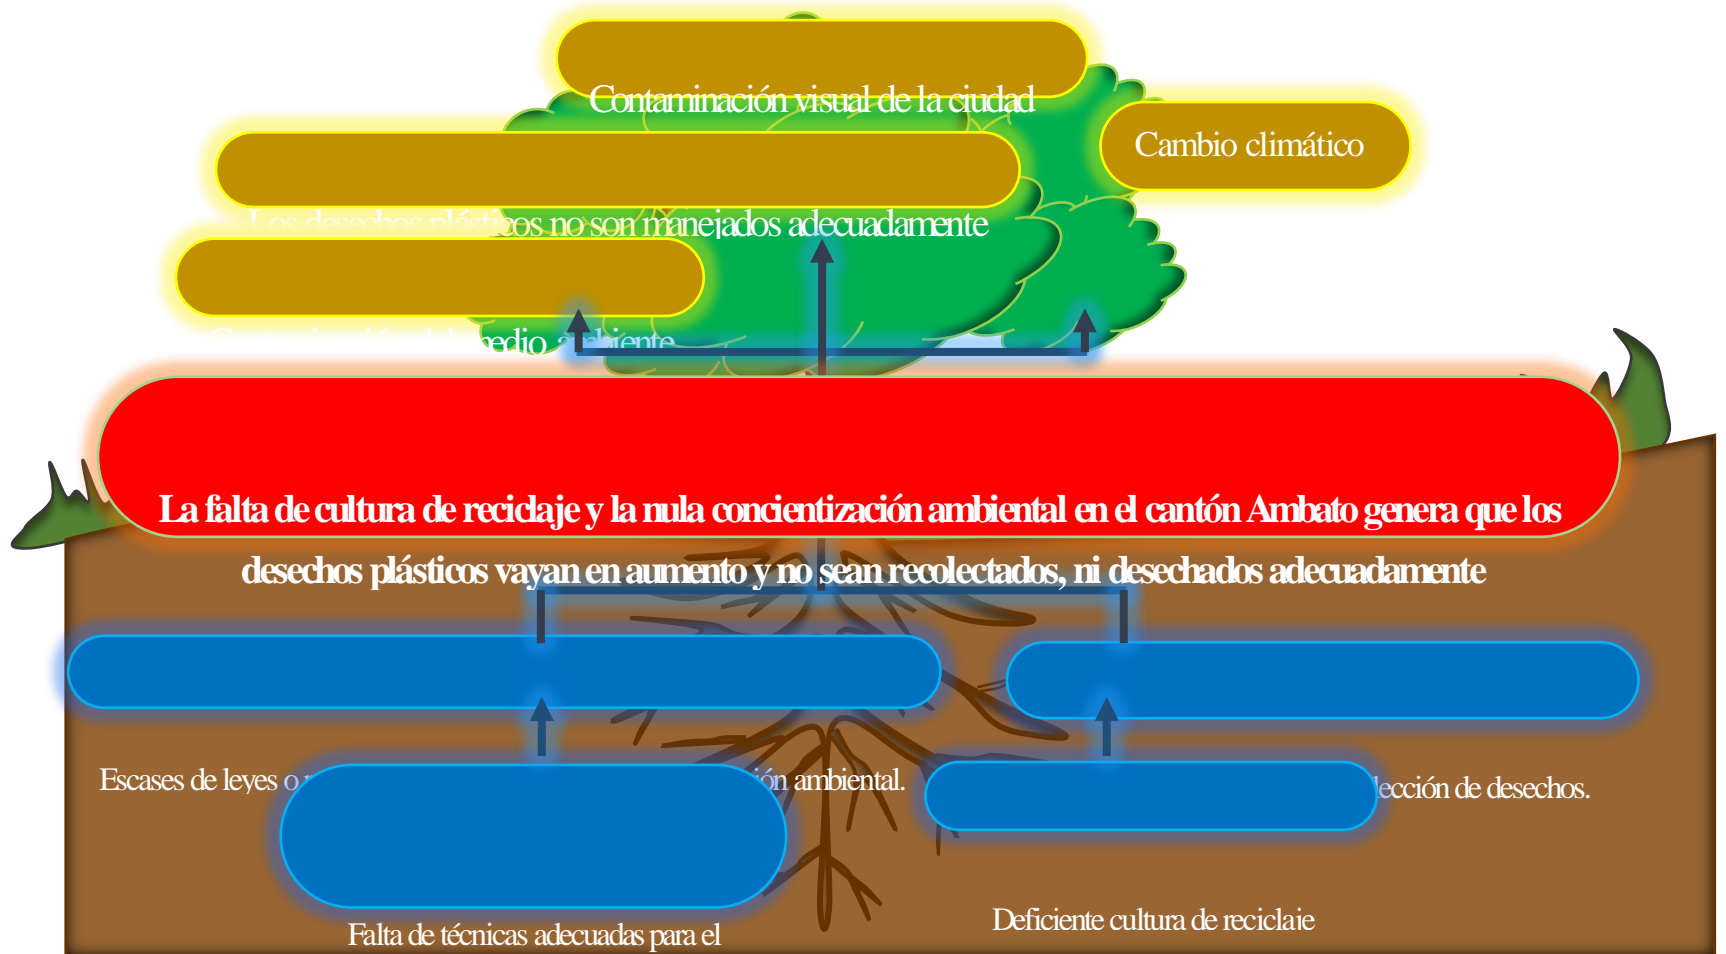 Contaminación visual de la ciudad
Cambio climático
Los desechos plásticos no son manejados adecuadamente
medio ambiente
La falta de cultura de reciclaje y la nula concientización ambiental en el cantón Ambato genera que los
desechos plásticos vayan en aumento y no sean recolectados, ni desechados adecuadamente
Escases de leyes o
ambiental.
de desechos.
Falta de técnicas adecuadas para el
Deficiente cultura de reciclaje